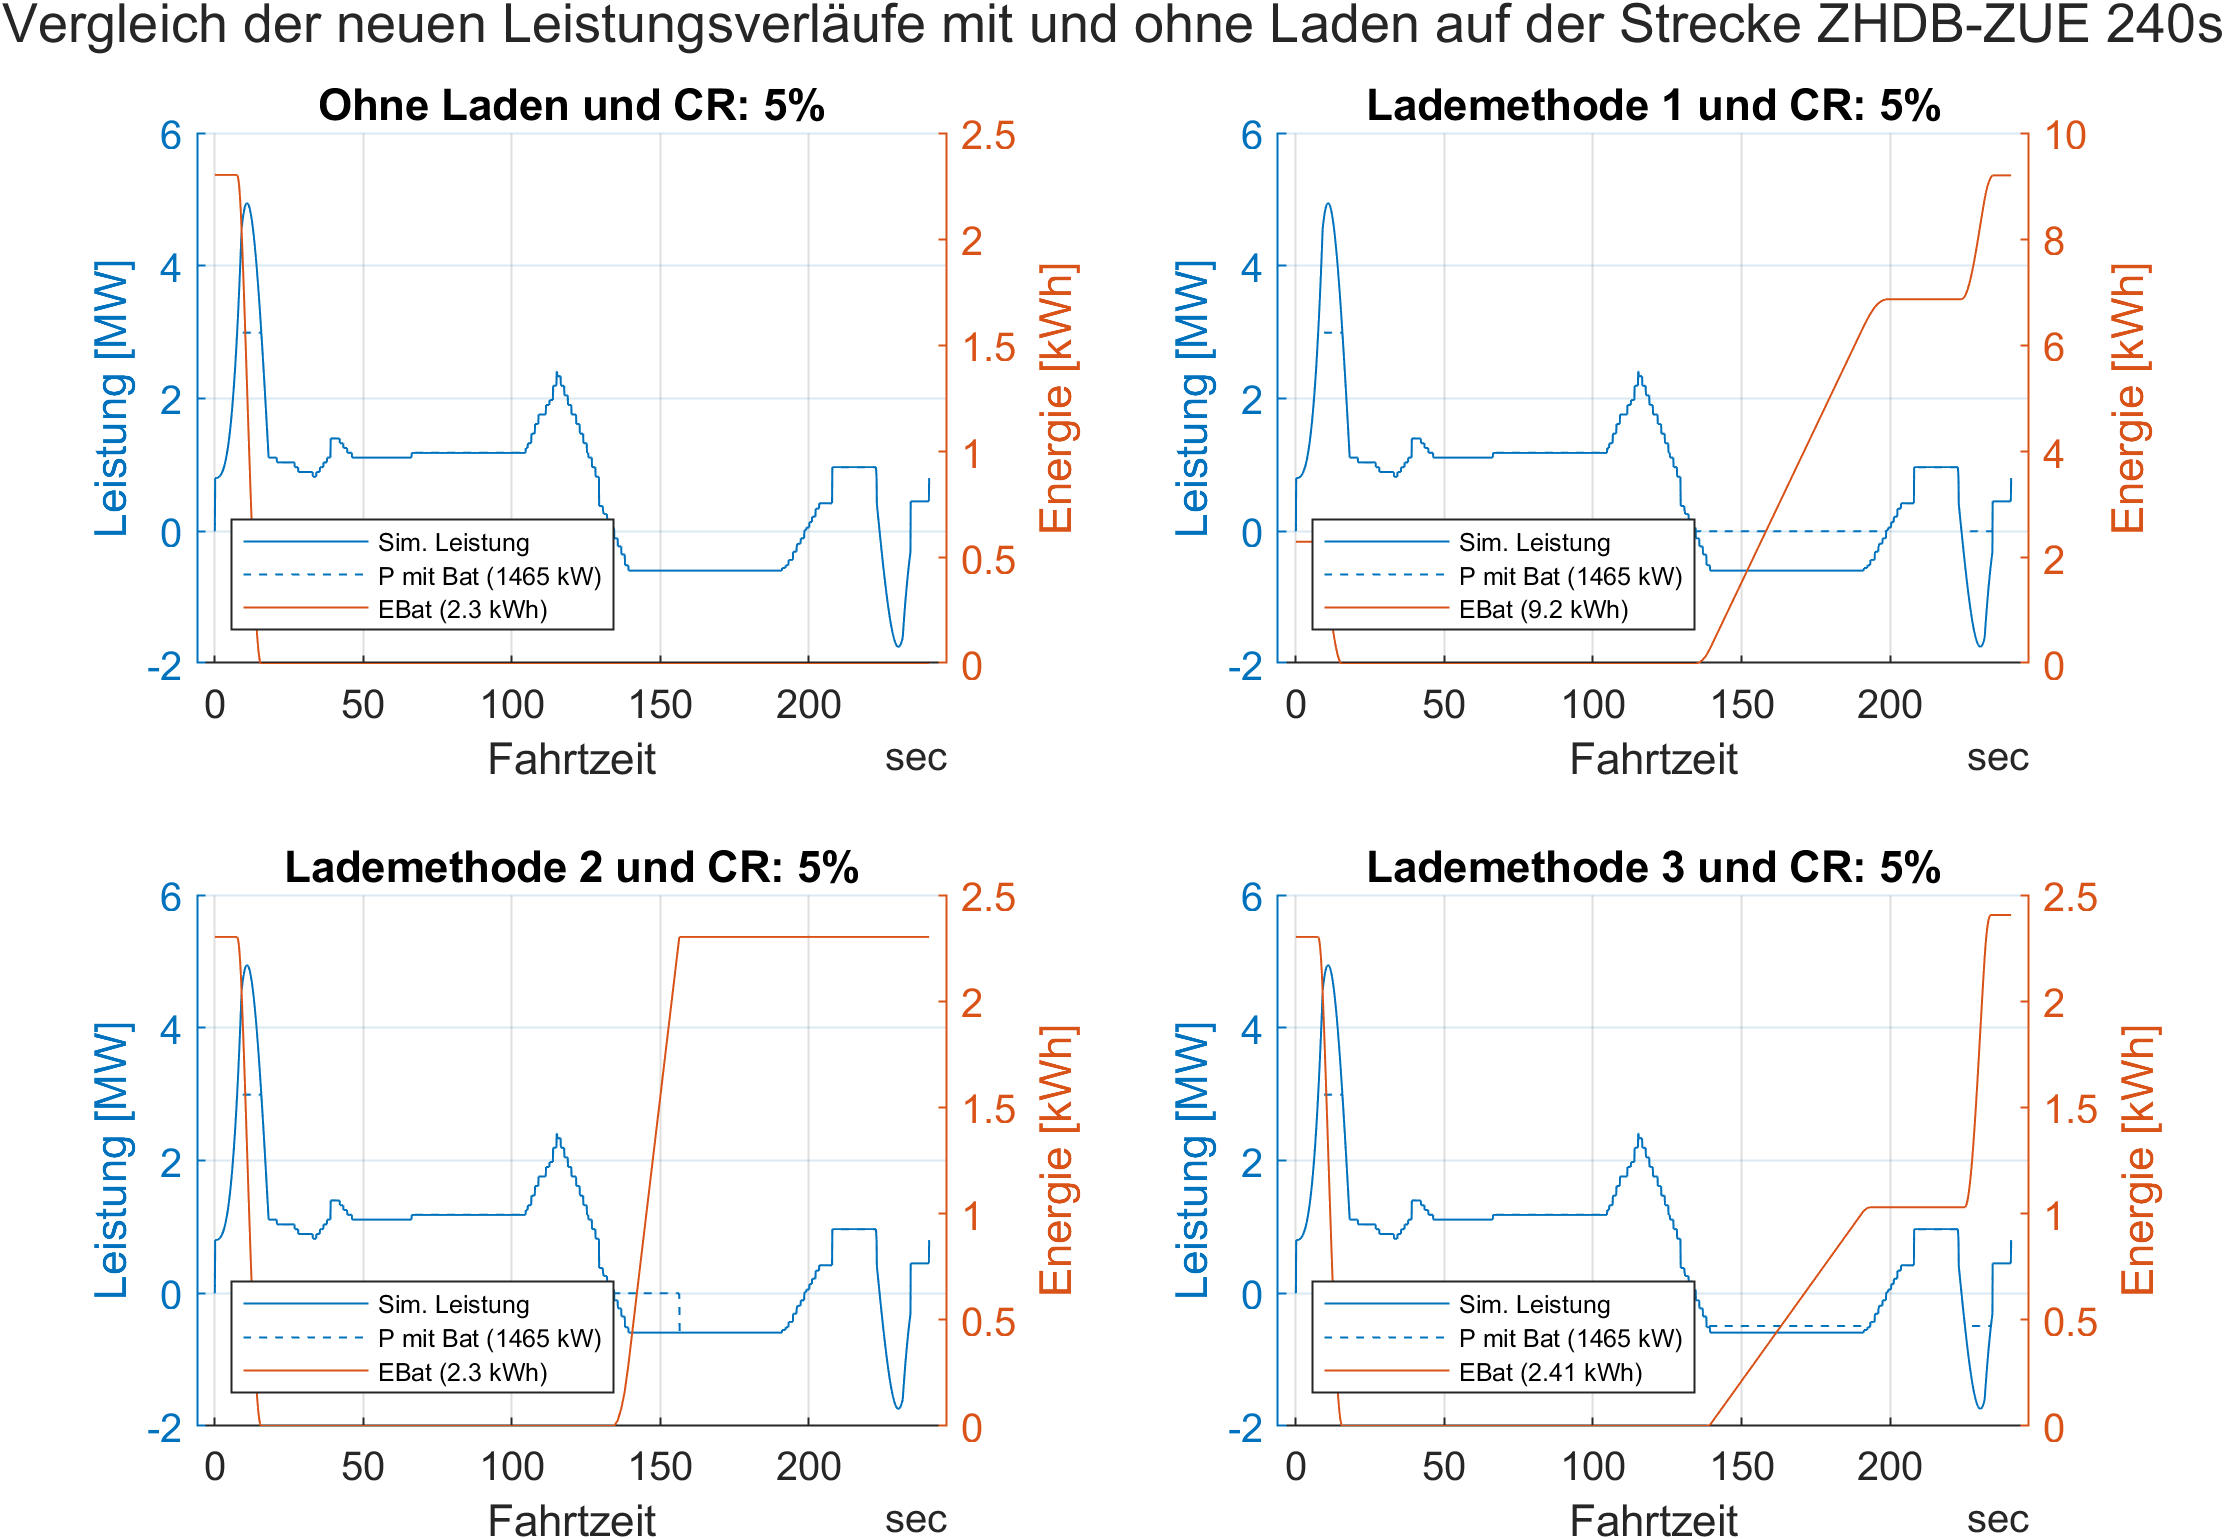 Vergleich der neuen Leistungsverläufe mit und ohne Laden auf der Strecke ZHDB-ZUE 240s
Ohne Laden und CR: 5%
6
4
2
0
-2
Leistung [MW]
2.5
2
1.5
1
0.5
0
Energie [kWh]
Sim. Leistung
P mit Bat (1465 kW)
EBat (2.3 kWh)
0 50 100 150 200
Fahrtzeit sec
Lademethode 1 und CR: 5%
6
4
2
0
-2
Leistung [MW]
10
8
6
4
2
0
Energie [kWh]
Sim. Leistung
P mit Bat (1465 kW)
EBat (9.2 kWh)
0 50 100 150 200
Fahrtzeit sec
Lademethode 2 und CR: 5%
6
4
2
0
-2
Leistung [MW]
2.5
2
1.5
1
0.5
0
Energie [kWh]
Sim. Leistung
P mit Bat (1465 kW)
EBat (2.3 kWh)
0 50 100 150 200
Fahrtzeit sec
Lademethode 3 und CR: 5%
6
4
2
0
-2
Leistung [MW]
2.5
2
1.5
1
0.5
0
Energie [kWh]
Sim. Leistung
P mit Bat (1465 kW)
EBat (2.41 kWh)
0 50 100 150 200
Fahrtzeit sec